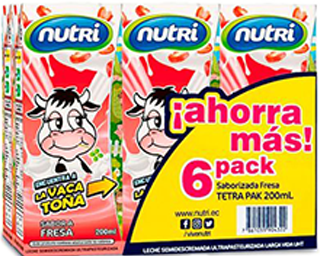 nutri
nutri
nutri
¡ahorra
más!
6 pack
Saborizada Fresa
TETRA PAK 200mL.
ENCUENTRA A
LA VACA
TOÑA
SABOR A
FRESA
200ml
www.nutri.ec
/vivenutri
LECHE SEMIDESCREMADA ULTRAPASTEURIZADA LARGA VIDA UHT